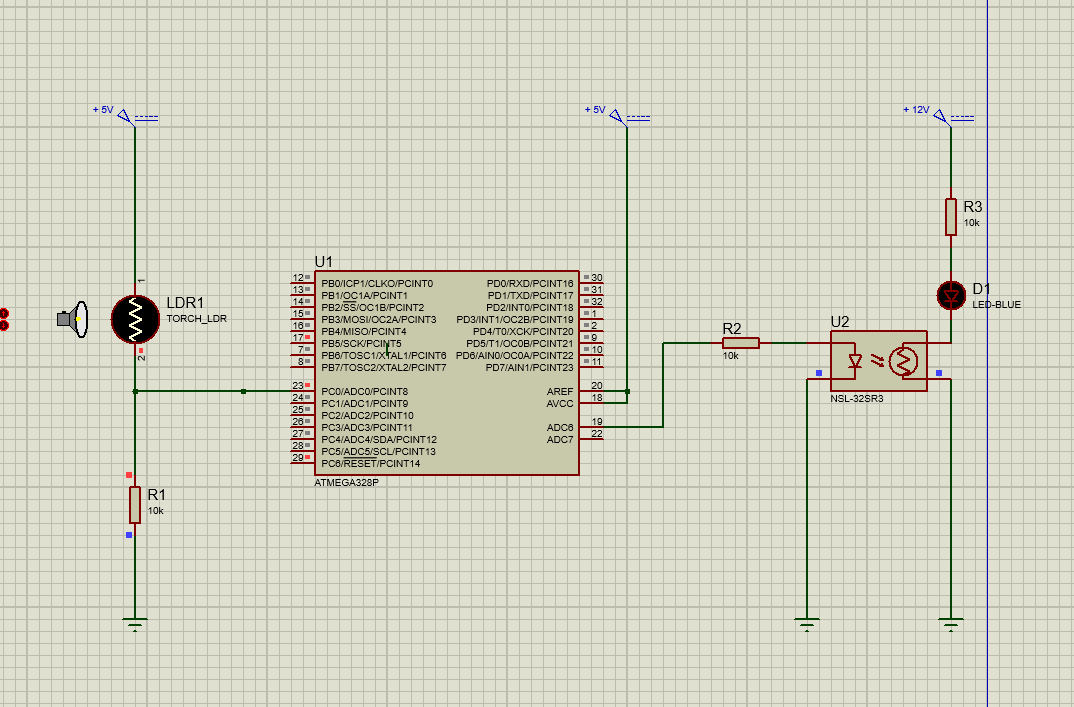 + 5V
+ 5V
+ 12V
R3
10k
1
LDR1
TORCH_LDR
2
D1
LED-BLUE
U1
12
13
14
15
16
17
7
8
23
24
25
26
27
28
29
PB0/ICP1/CLKO/PCINT0
PB1/OC1A/PCINT1
PB2/SS/OC1B/PCINT2
PB3/MOSI/OC2A/PCINT3
PB4/MISO/PCINT4
PB5/SCK/PCINT5
PB6/TOSC1/XTAL1/PCINT6
PB7/TOSC2/XTAL2/PCINT7
PC0/ADC0/PCINT8
PC1/ADC1/PCINT9
PC2/ADC2/PCINT10
PC3/ADC3/PCINT11
PC4/ADC4/SDA/PCINT12
PC5/ADC5/SCL/PCINT13
PC6/RESET/PCINT14
PD0/RXD/PCINT16
PD1/TXD/PCINT17
PD2/INT0/PCINT18
PD3/INT1/OC2B/PCINT19
PD4/T0/XCK/PCINT20
PD5/T1/OC0B/PCINT21
PD6/AIN0/OC0A/PCINT22
PD7/AIN1/PCINT23
AREF
AVCC
ADC6
ADC7
30
31
32
1
2
9
10
11
20
18
19
22
ATMEGA328P
R2
10k
U2
NSL-32SR3
R1
10k